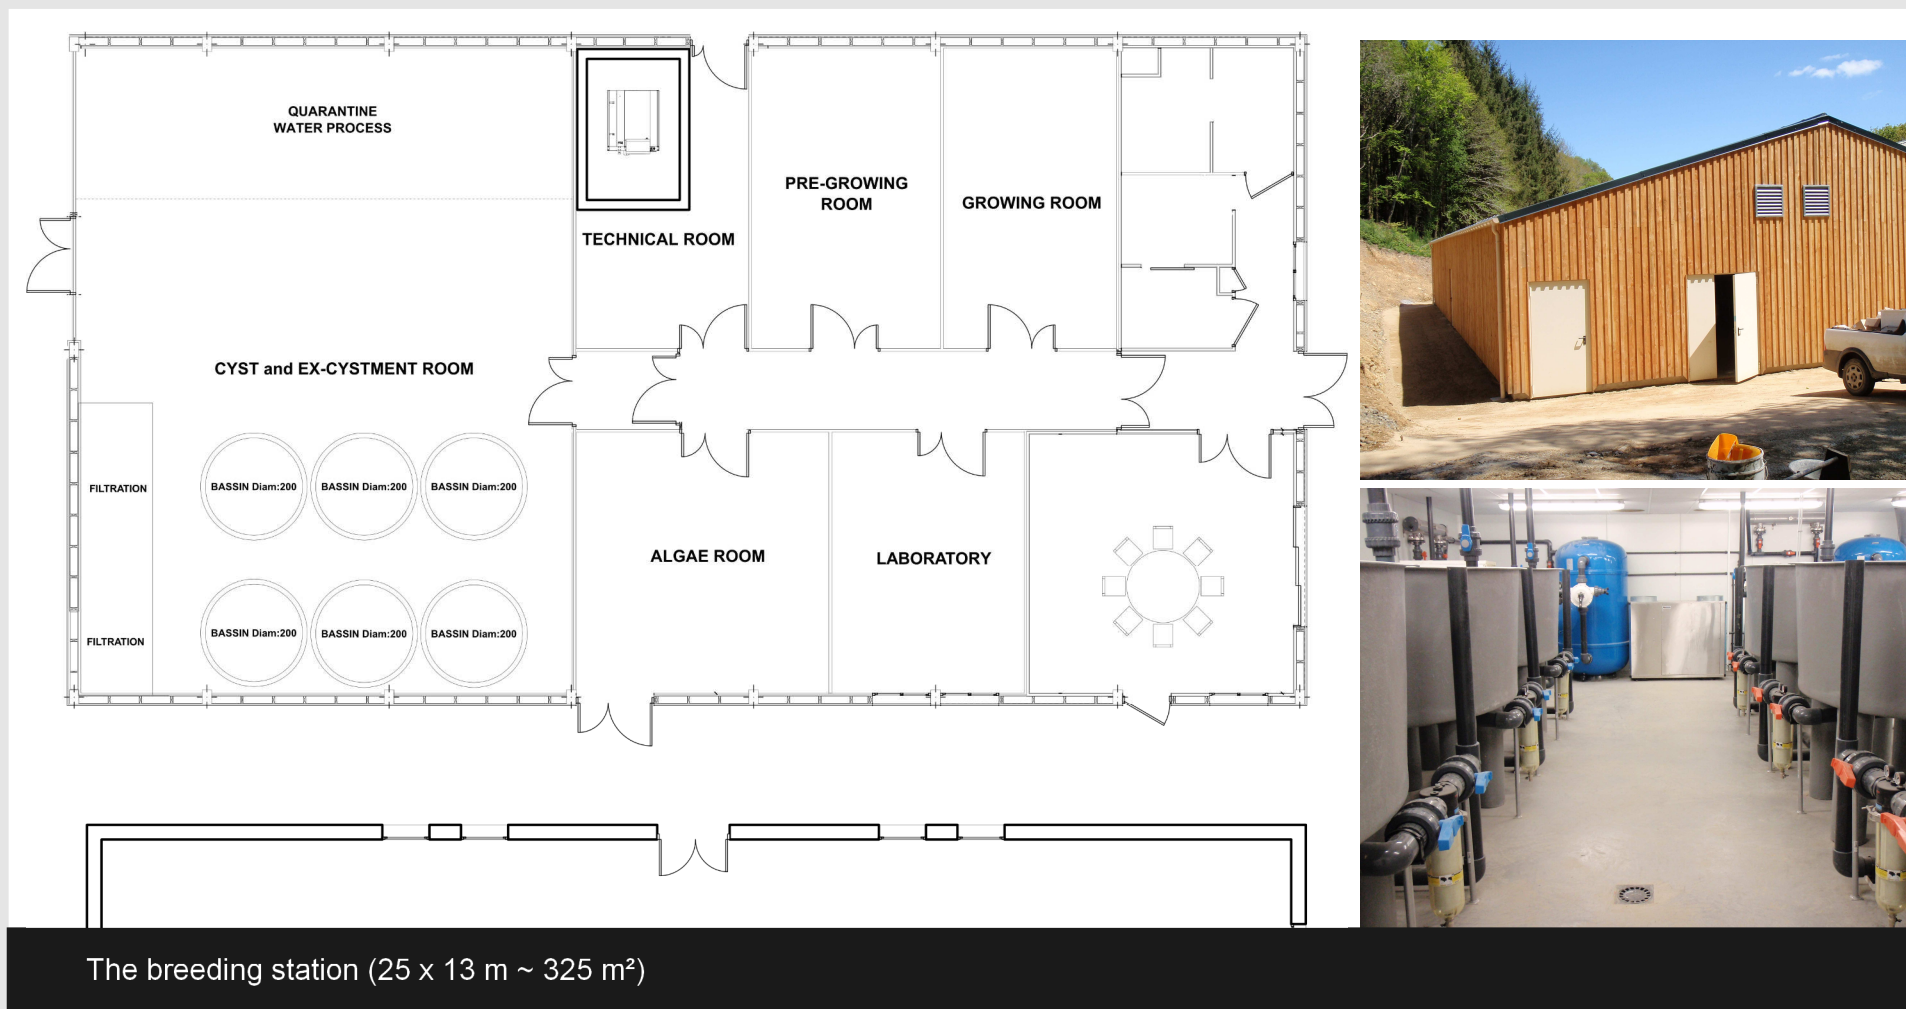 QUARANTINE
WATER PROCESS
PRE-GROWING
ROOM
GROWING ROOM
TECHNICAL ROOM
CYST and EX-CYSTMENT ROOM
FILTRATION
BASSIN Diam:200
BASSIN Diam:200
BASSIN Diam:200
ALGAE ROOM
LABORATORY
FILTRATION
BASSIN Diam:200
BASSIN Diam:200
BASSIN Diam:200
The breeding station (25 x 13 m ~ 325 m²)